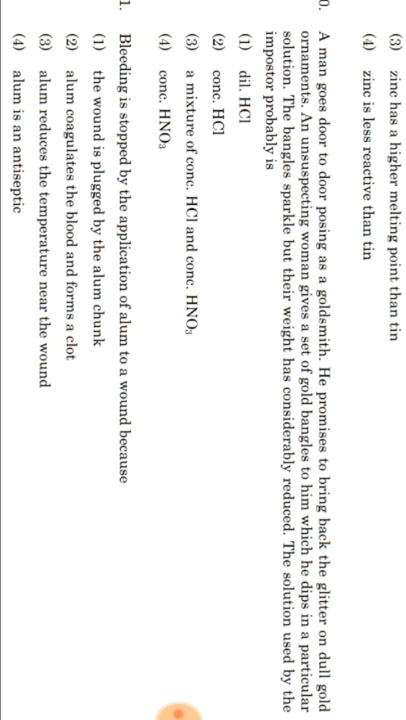 (3) zinc has a higher melting point than tin
(4) zinc is less reactive than tin
0. A man goes door to door posing as a goldsmith. He promises to bring back the glitter on dull gold
ornaments. An unsuspecting woman gives a set of gold bangles to him which he dips in a particular
solution. The bangles sparkle but their weight has considerably reduced. The solution used by the
impostor probably is
(1) dil. HCl
(2) conc. HCl
(3) a mixture of conc. HCl and conc. HNO₃
(4) conc. HNO₃
1. Bleeding is stopped by the application of alum to a wound because
(1) the wound is plugged by the alum chunk
(2) alum coagulates the blood and forms a clot
(3) alum reduces the temperature near the wound
(4) alum is an antiseptic